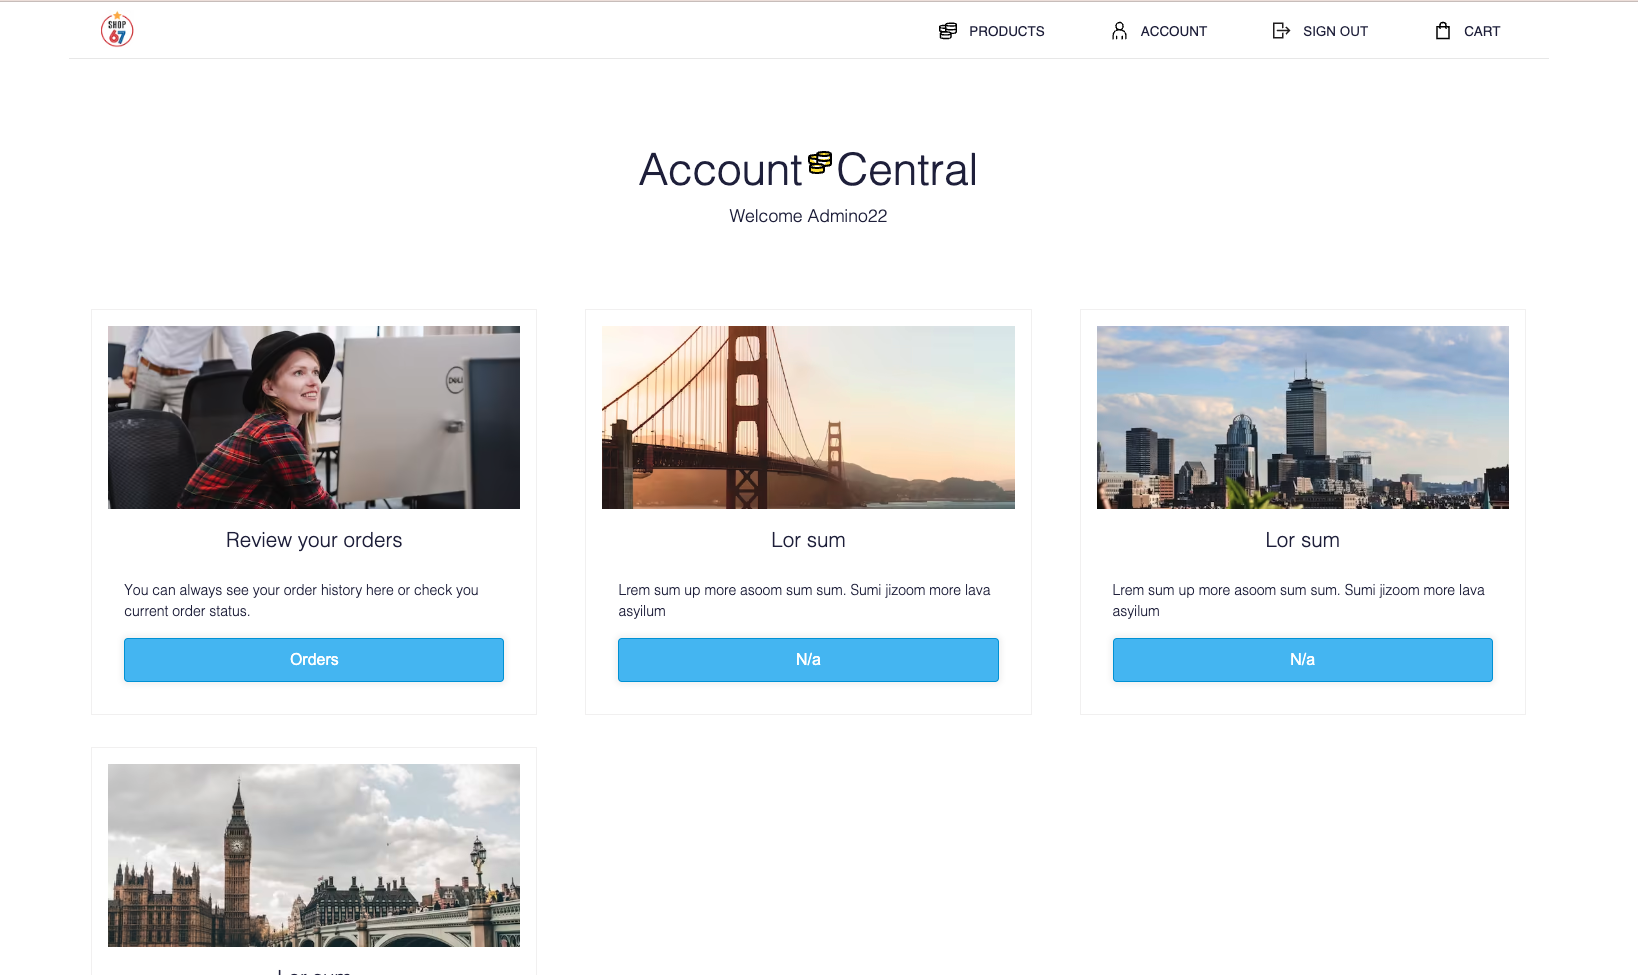 SHOP
67
PRODUCTS
ACCOUNT
SIGN OUT
CART
Account Central
Welcome Admino22
DELL
Review your orders
You can always see your order history here or check you
current order status.
Orders
Lor sum
Lrem sum up more asoom sum sum. Sumi jizoom more lava
asyilum
N/a
Lor sum
Lrem sum up more asoom sum sum. Sumi jizoom more lava
asyilum
N/a
Lor sum